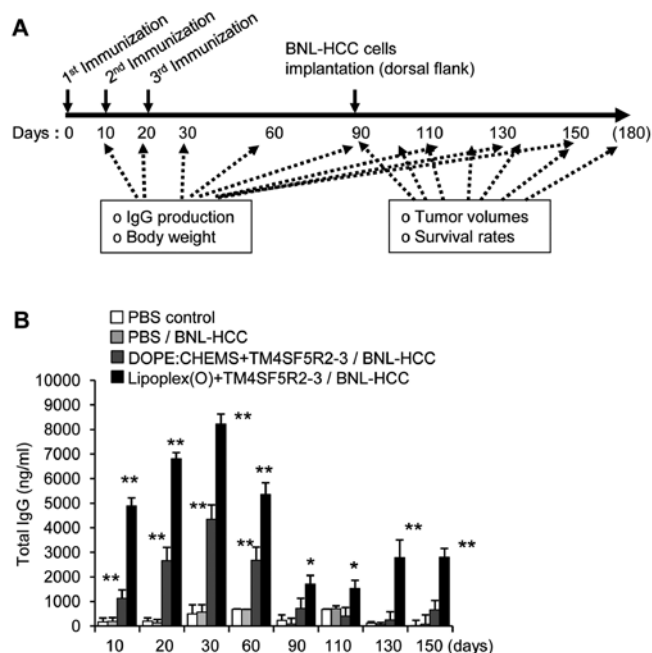 A
1st Immunization
2nd Immunization
3rd Immunization
BNL-HCC cells
implantation (dorsal flank)
Days : 0 10 20 30 60 90 110 130 150 (180)
o IgG production
o Body weight
o Tumor volumes
o Survival rates
B
PBS control
PBS / BNL-HCC
DOPE:CHEMS+TM4SF5R2-3 / BNL-HCC
Lipoplex(O)+TM4SF5R2-3 / BNL-HCC
Total IgG (ng/ml)
10000
9000
8000
7000
6000
5000
4000
3000
2000
1000
0
** ** ** ** ** ** ** * * ** **
10 20 30 60 90 110 130 150 (days)